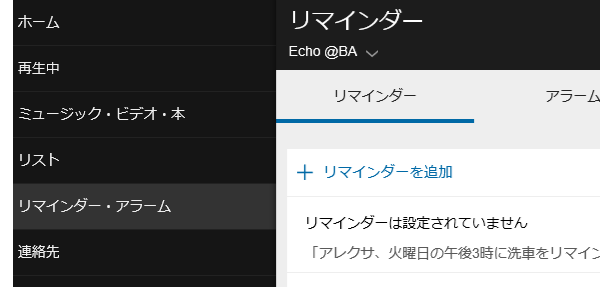 ホーム
再生中
ミュージック・ビデオ・本
リスト
リマインダー・アラーム
連絡先
リマインダー
Echo @BA
リマインダー アラーム
+ リマインダーを追加
リマインダーは設定されていません
「アレクサ、火曜日の午後3時に洗車をリマイン